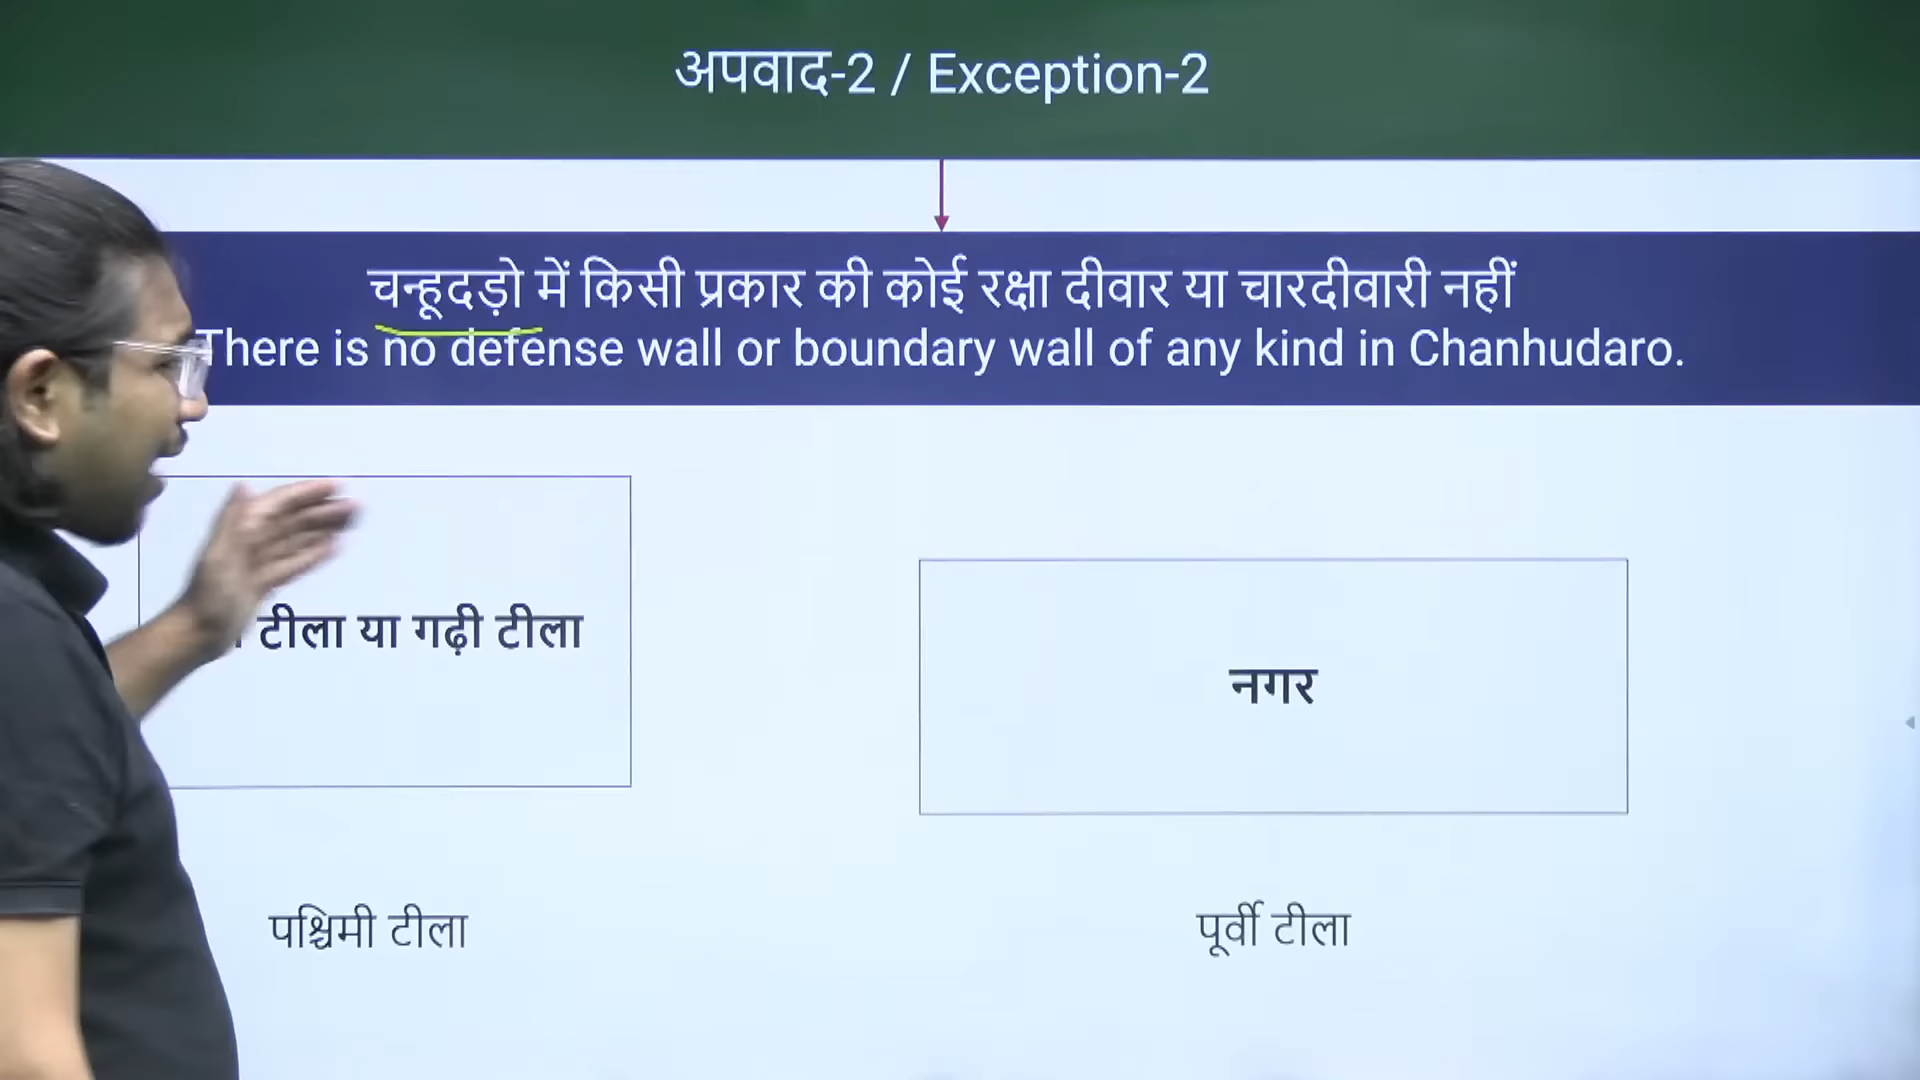 अपवाद-2 / Exception-2
चन्हूदड़ो में किसी प्रकार की कोई रक्षा दीवार या चारदीवारी नहीं
There is no defense wall or boundary wall of any kind in Chanhudaro.
टीला या गढ़ी टीला
नगर
पश्चिमी टीला
पूर्वी टीला